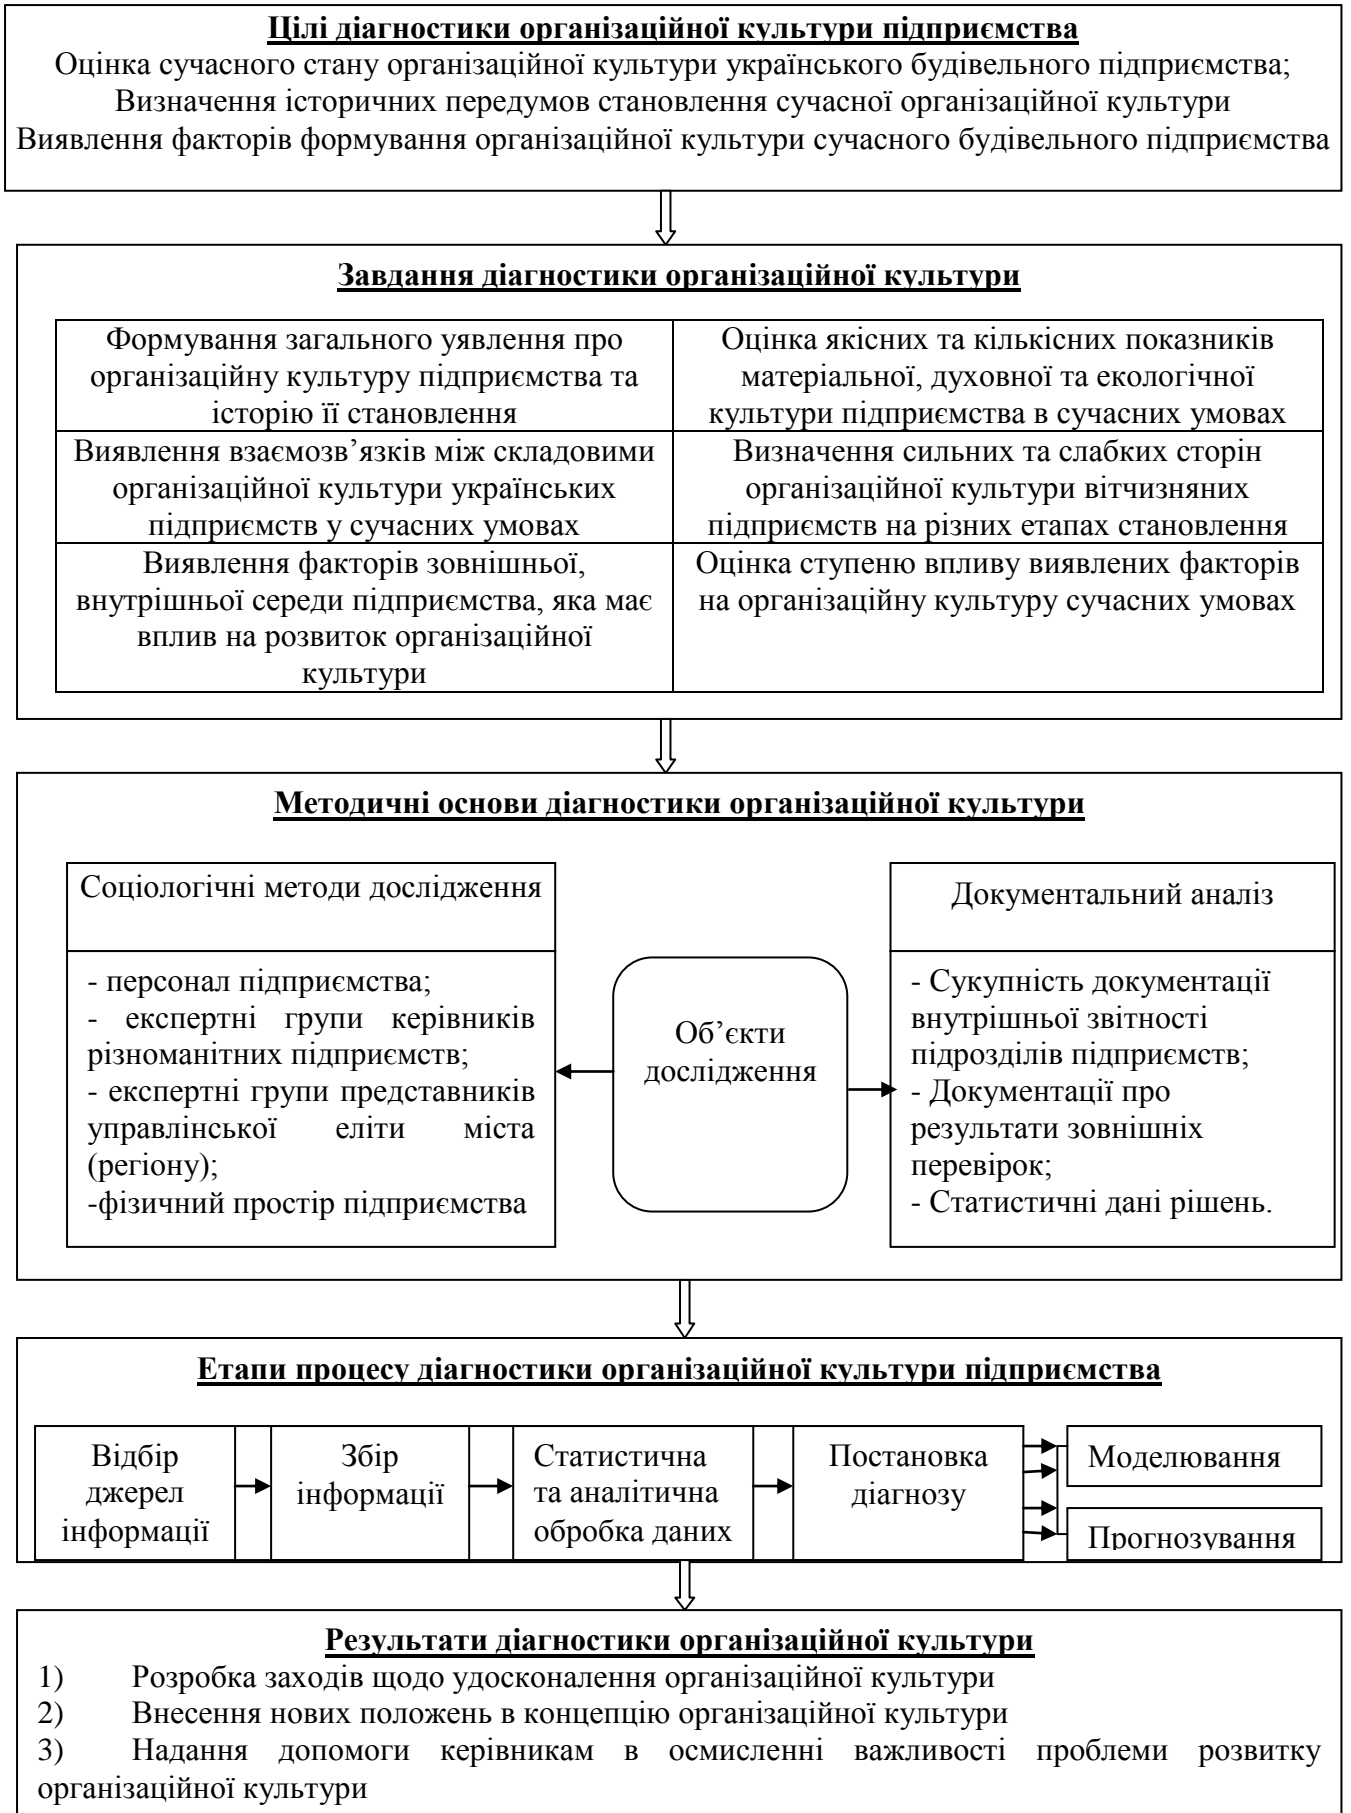 Цілі діагностики організаційної культури підприємства
Оцінка сучасного стану організаційної культури українського будівельного підприємства;
Визначення історичних передумов становлення сучасної організаційної культури
Виявлення факторів формування організаційної культури сучасного будівельного підприємства
Завдання діагностики організаційної культури
Формування загального уявлення про
організаційну культуру підприємства та
історію її становлення
Оцінка якісних та кількісних показників
матеріальної, духовної та екологічної
культури підприємства в сучасних умовах
Виявлення взаємозв’язків між складовими
організаційної культури українських
підприємств у сучасних умовах
Визначення сильних та слабких сторін
організаційної культури вітчизняних
підприємств на різних етапах становлення
Виявлення факторів зовнішньої,
внутрішньої середи підприємства, яка має
вплив на розвиток організаційної
культури
Оцінка ступеню впливу виявлених факторів
на організаційну культуру сучасних умовах
Методичні основи діагностики організаційної культури
Соціологічні методи дослідження
- персонал підприємства;
- експертні групи керівників
різноманітних підприємств;
- експертні групи представників
управлінської еліти міста
(регіону);
-фізичний простір підприємства
Об’єкти
дослідження
Документальний аналіз
- Сукупність документації
внутрішньої звітності
підрозділів підприємств;
- Документації про
результати зовнішніх
перевірок;
- Статистичні дані рішень.
Етапи процесу діагностики організаційної культури підприємства
Відбір
джерел
інформації
Збір
інформації
Статистична
та аналітична
обробка даних
Постановка
діагнозу
Моделювання
Прогнозування
Результати діагностики організаційної культури
1) Розробка заходів щодо удосконалення організаційної культури
2) Внесення нових положень в концепцію організаційної культури
3) Надання допомоги керівникам в осмисленні важливості проблеми розвитку
організаційної культури